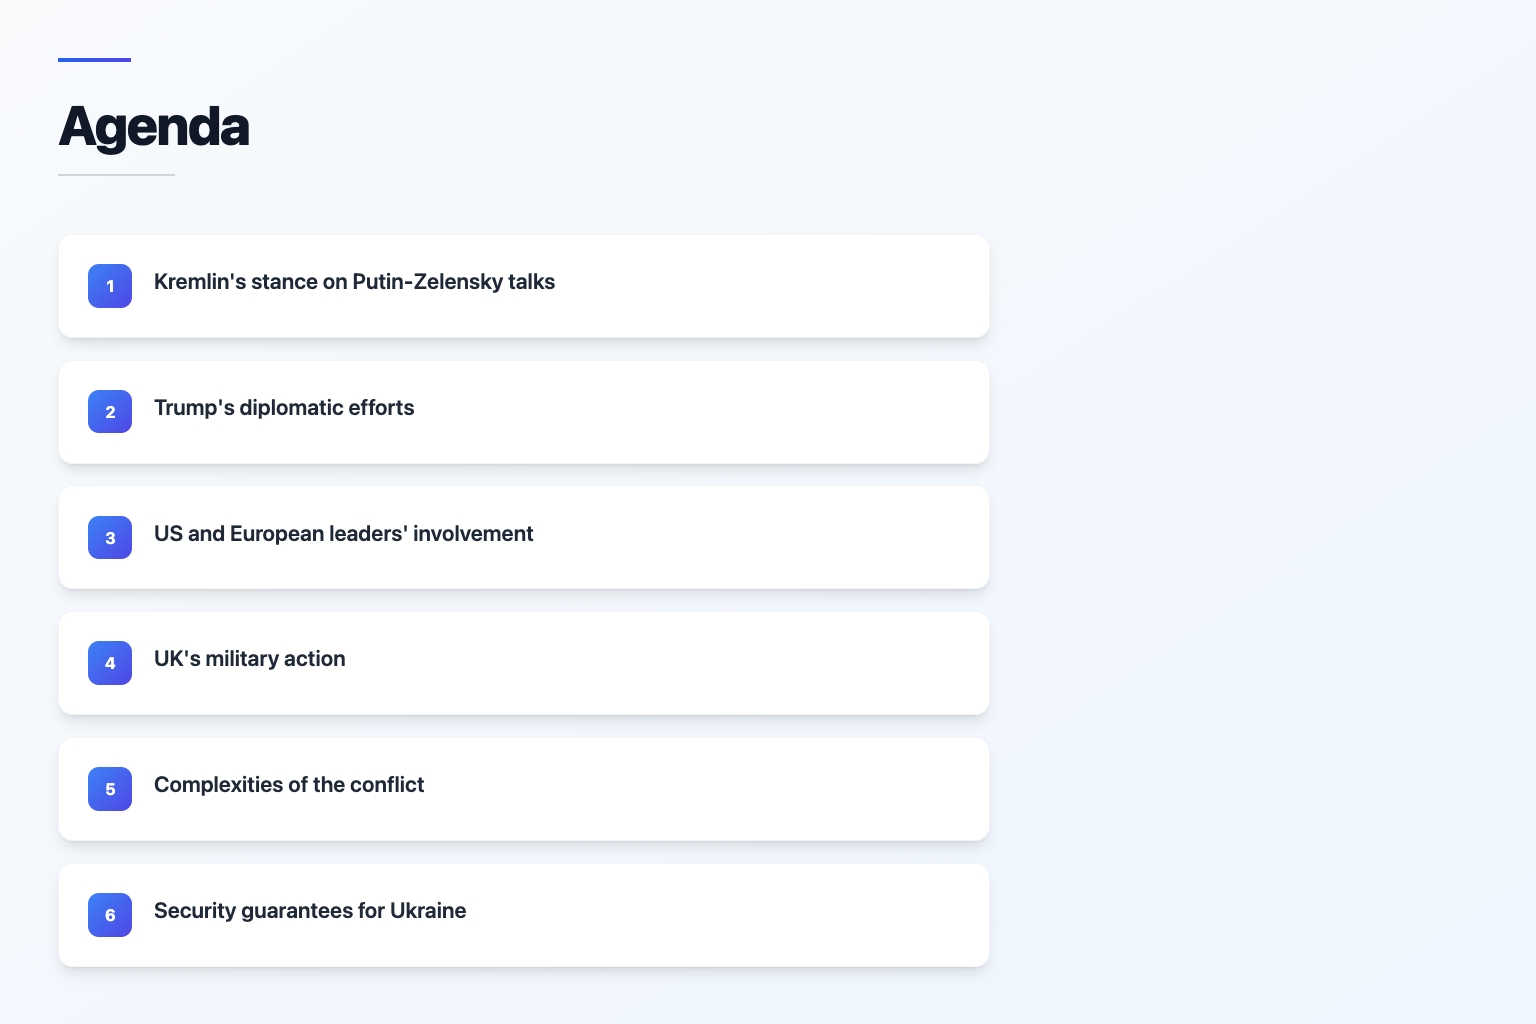 Agenda
1 Kremlin's stance on Putin-Zelensky talks
2 Trump's diplomatic efforts
3 US and European leaders' involvement
4 UK's military action
5 Complexities of the conflict
6 Security guarantees for Ukraine